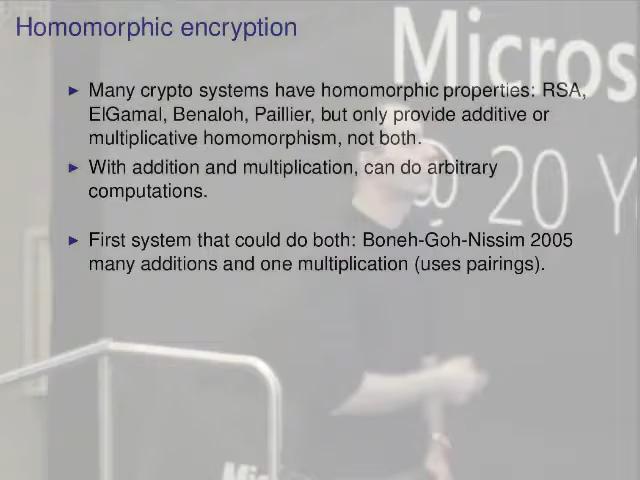 Homomorphic encryption
Micros
▶ Many crypto systems have homomorphic properties: RSA,
ElGamal, Benaloh, Paillier, but only provide additive or
multiplicative homomorphism, not both.
▶ With addition and multiplication, can do arbitrary
computations.
@ 20 Y
▶ First system that could do both: Boneh-Goh-Nissim 2005
many additions and one multiplication (uses pairings).
Mic